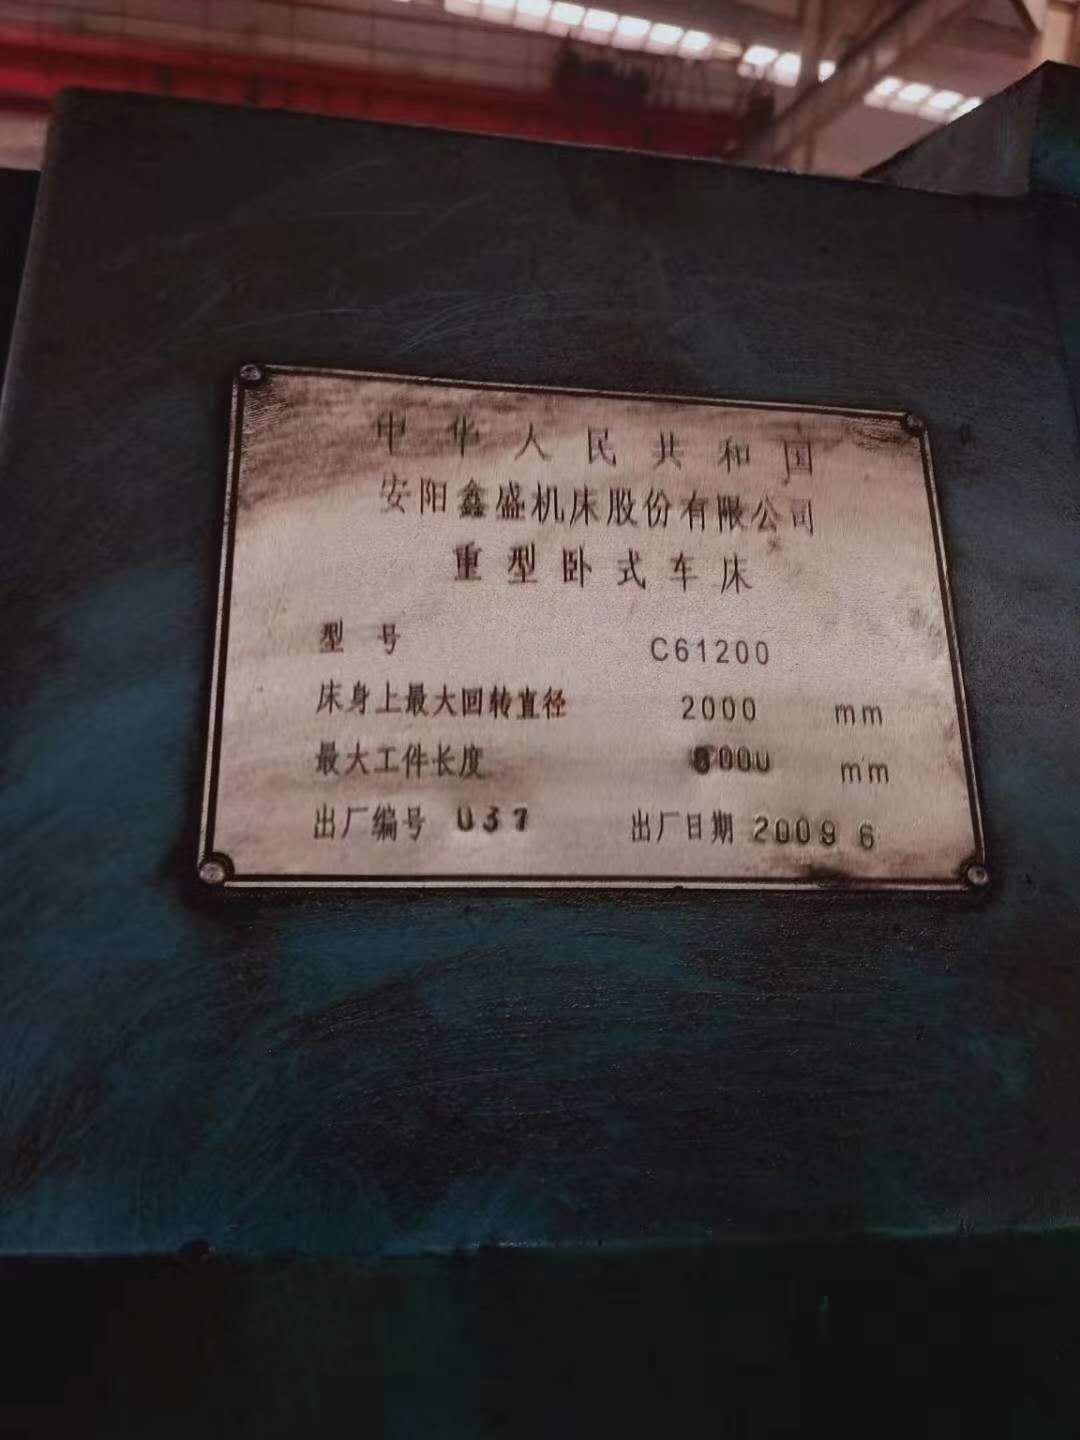 中华人民共和国
安阳鑫盛机床股份有限公司
重型卧式车床
型号 C61200
床身上最大回转直径 2000 mm
最大工件长度 8000 mm
出厂编号 037 出厂日期 2009 6